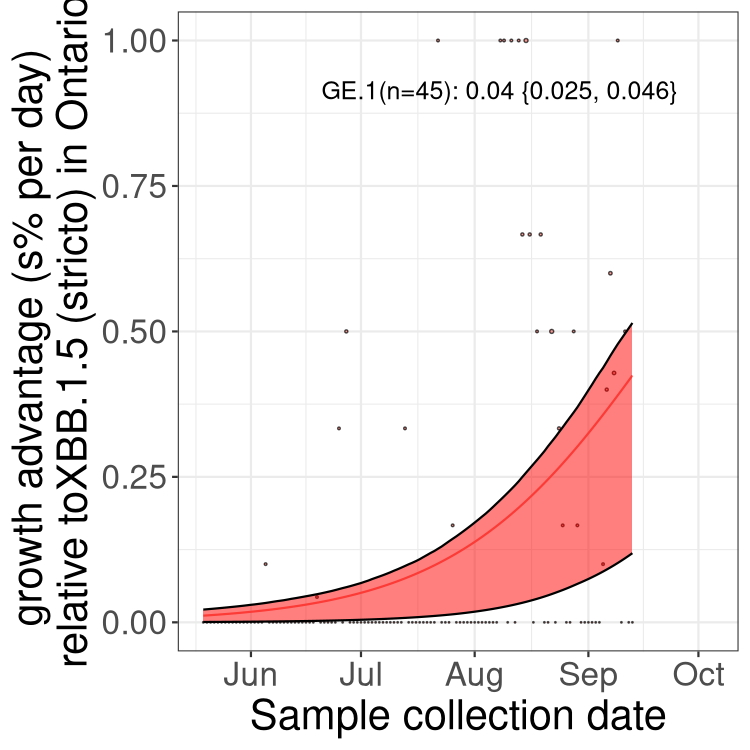 growth advantage (s% per day)
relative toXBB.1.5 (stricto) in Ontario
1.00
GE.1(n=45): 0.04 {0.025, 0.046}
0.75
0.50
0.25
0.00
Jun Jul Aug Sep Oct
Sample collection date